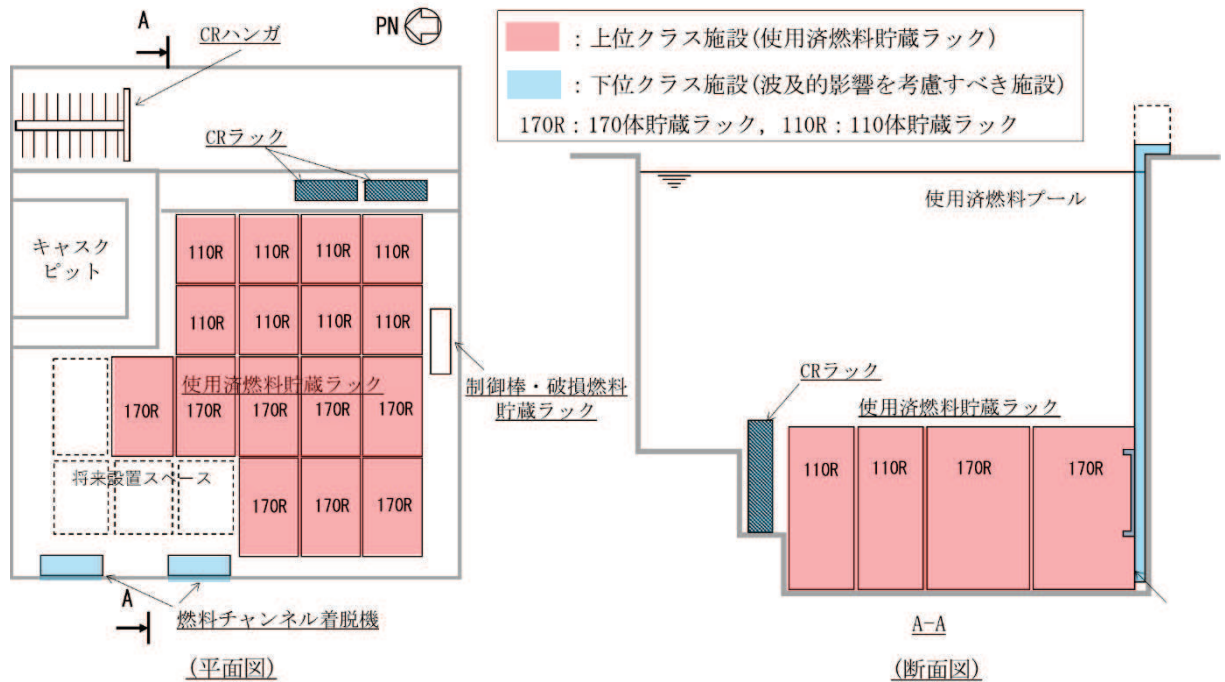 A
CRハンガ
PN
：上位クラス施設(使用済燃料貯蔵ラック)
：下位クラス施設(波及的影響を考慮すべき施設)
170R：170体貯蔵ラック，110R：110体貯蔵ラック
CRラック
使用済燃料プール
キャスク
ピット
110R 110R 110R 110R
110R 110R 110R 110R
使用済燃料貯蔵ラック
170R 170R 170R 170R 170R
制御棒・破損燃料
貯蔵ラック
将来設置スペース
170R 170R 170R
A
燃料チャンネル着脱機
(平面図)
CRラック
使用済燃料貯蔵ラック
110R 110R 170R 170R
A-A
(断面図)